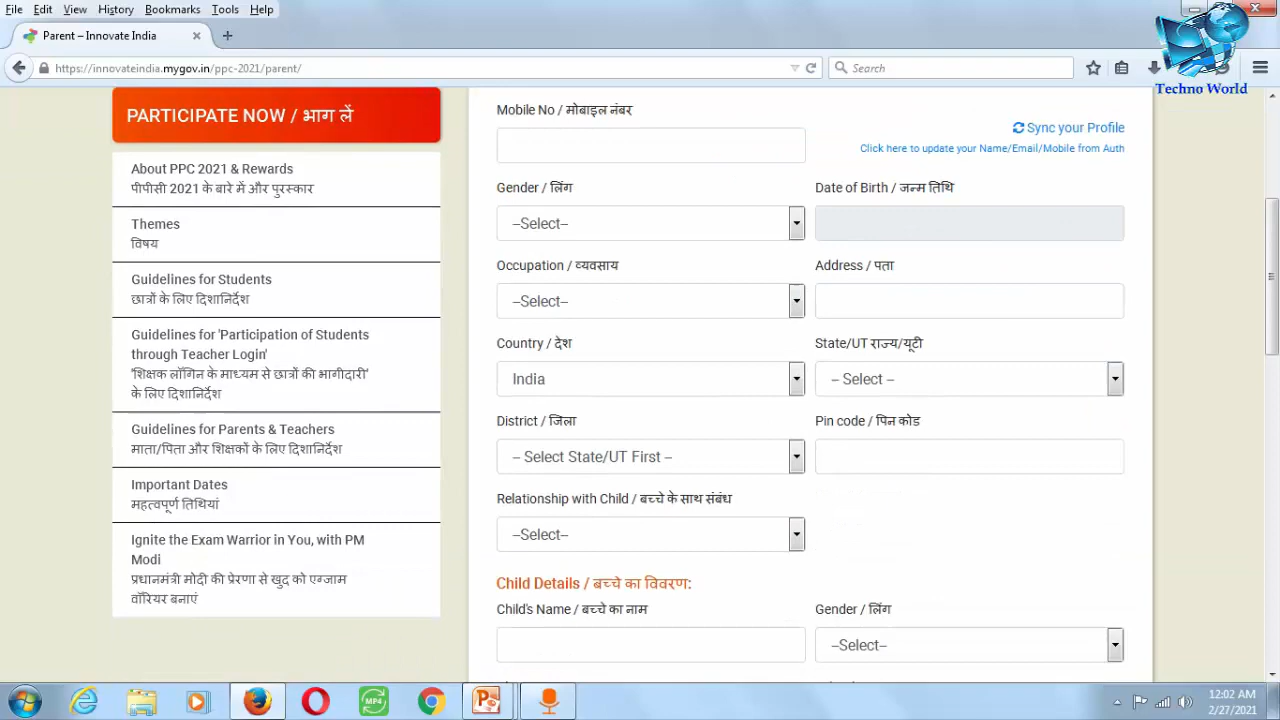 File Edit View History Bookmarks Tools Help
Parent – Innovate India
https://innovateindia.mygov.in/ppc-2021/parent/
Search
Techno World
PARTICIPATE NOW / भाग लें
About PPC 2021 & Rewards
पीपीसी 2021 के बारे में और पुरस्कार
Themes
विषय
Guidelines for Students
छात्रों के लिए दिशानिर्देश
Guidelines for 'Participation of Students
through Teacher Login'
'शिक्षक लॉगिन के माध्यम से छात्रों की भागीदारी'
के लिए दिशानिर्देश
Guidelines for Parents & Teachers
माता/पिता और शिक्षकों के लिए दिशानिर्देश
Important Dates
महत्वपूर्ण तिथियां
Ignite the Exam Warrior in You, with PM
Modi
प्रधानमंत्री मोदी की प्रेरणा से खुद को एग्जाम
वॉरियर बनाएं
Mobile No / मोबाइल नंबर
Sync your Profile
Click here to update your Name/Email/Mobile from Auth
Gender / लिंग
Date of Birth / जन्म तिथि
--Select--
Occupation / व्यवसाय
Address / पता
--Select--
Country / देश
State/UT राज्य/यूटी
India
-- Select --
District / जिला
Pin code / पिन कोड
-- Select State/UT First --
Relationship with Child / बच्चे के साथ संबंध
--Select--
Child Details / बच्चे का विवरण:
Child's Name / बच्चे का नाम
Gender / लिंग
--Select--
MP4
12:02 AM
2/27/2021